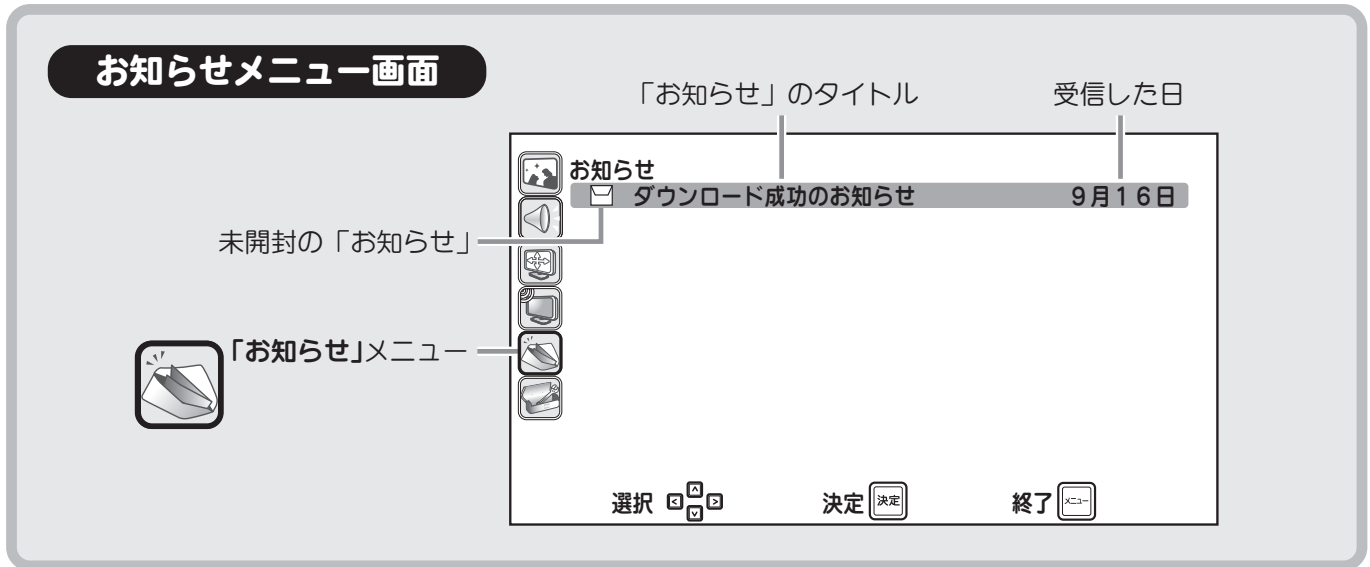 お知らせメニュー画面
「お知らせ」のタイトル
受信した日
お知らせ
ダウンロード成功のお知らせ ９月１６日
未開封の「お知らせ」
「お知らせ」メニュー
選択 決定 決定 終了 メニュー